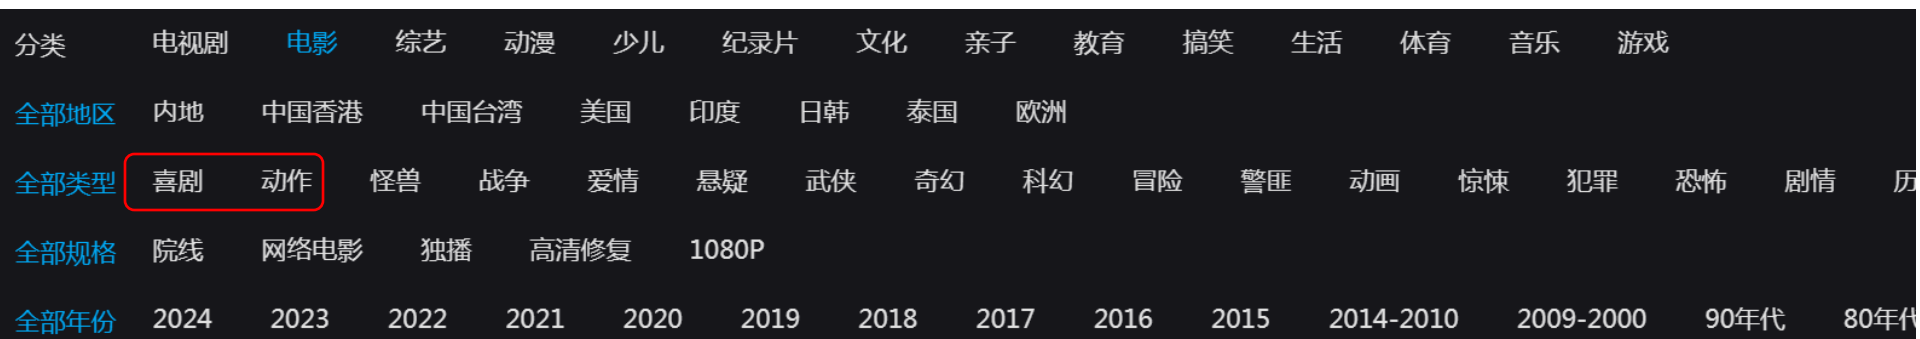 分类 电视剧 电影 综艺 动漫 少儿 纪录片 文化 亲子 教育 搞笑 生活 体育 音乐 游戏
全部地区 内地 中国香港 中国台湾 美国 印度 日韩 泰国 欧洲
全部类型 喜剧 动作 怪兽 战争 爱情 悬疑 武侠 奇幻 科幻 冒险 警匪 动画 惊悚 犯罪 恐怖 剧情 历
全部规格 院线 网络电影 独播 高清修复 1080P
全部年份 2024 2023 2022 2021 2020 2019 2018 2017 2016 2015 2014-2010 2009-2000 90年代 80年代